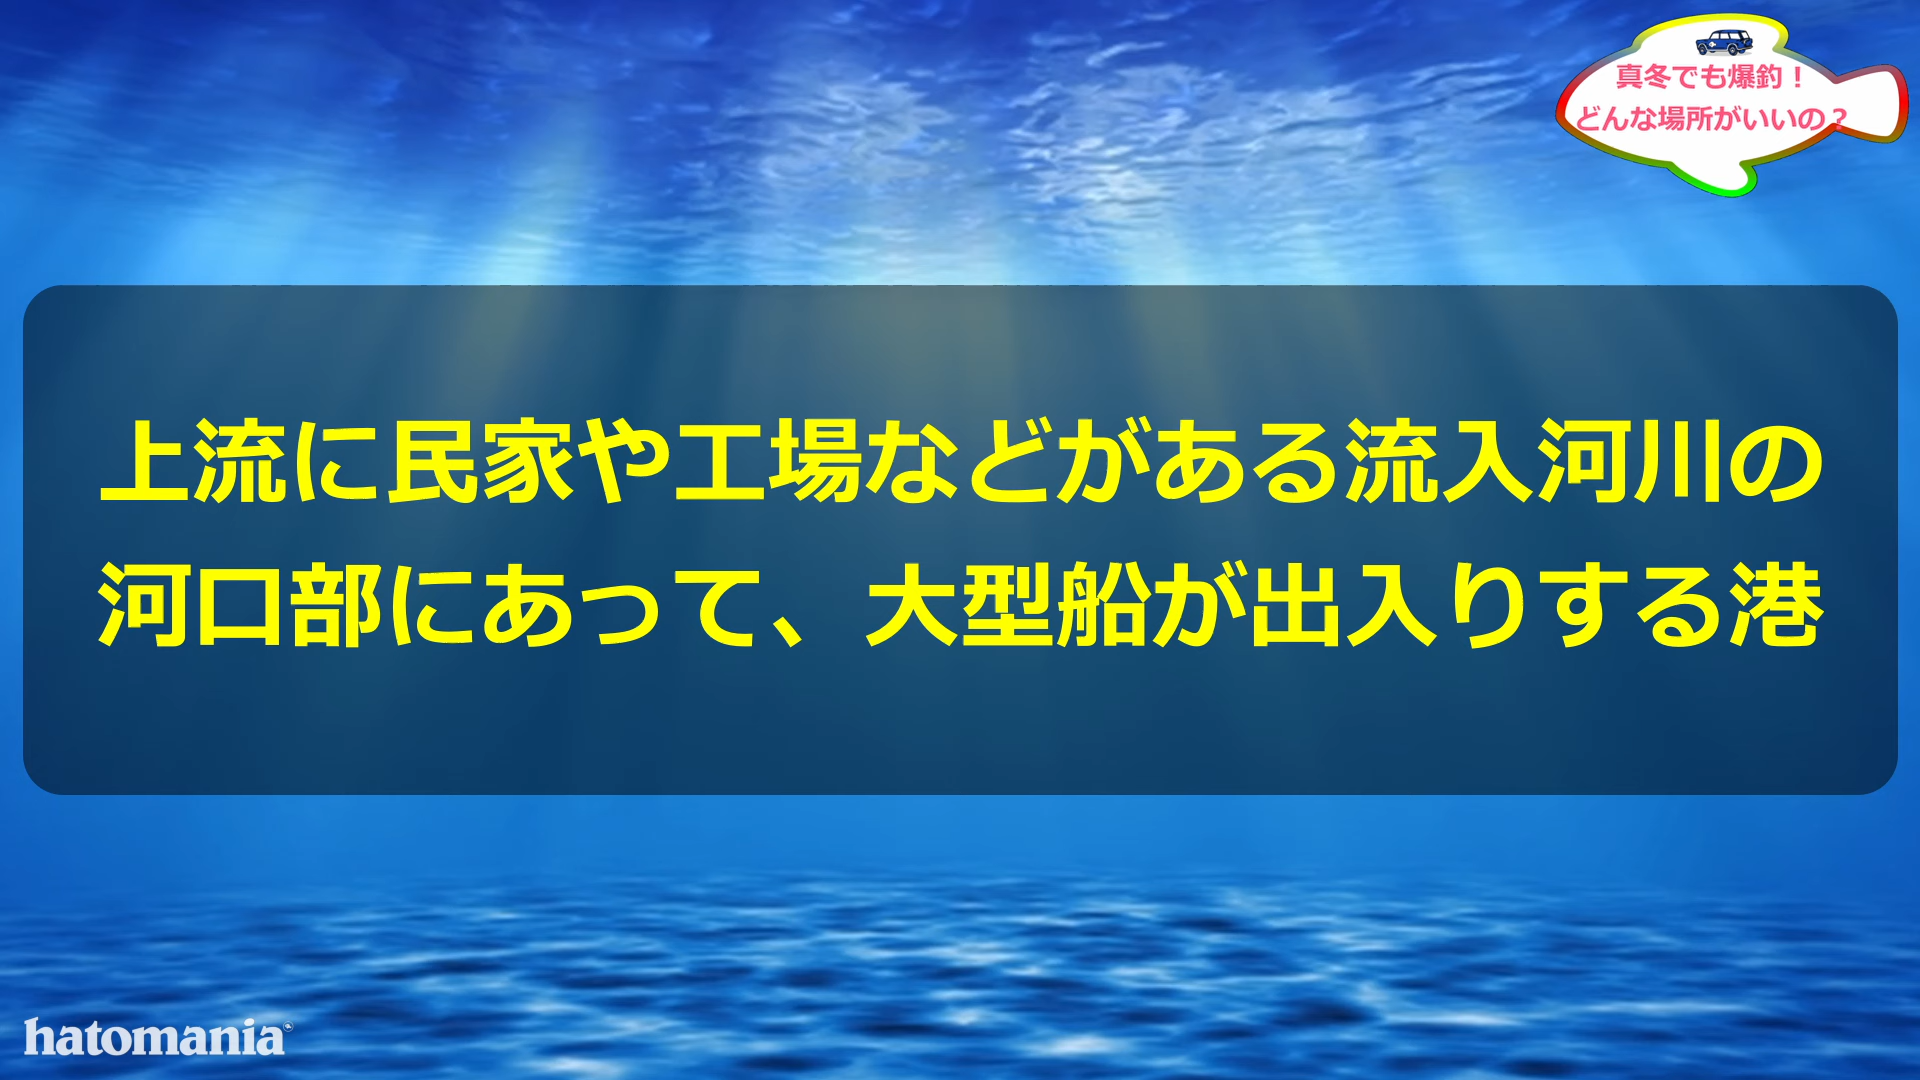 真冬でも爆釣！
どんな場所がいいの？
上流に民家や工場などがある流入河川の
河口部にあって、大型船が出入りする港
hatomania